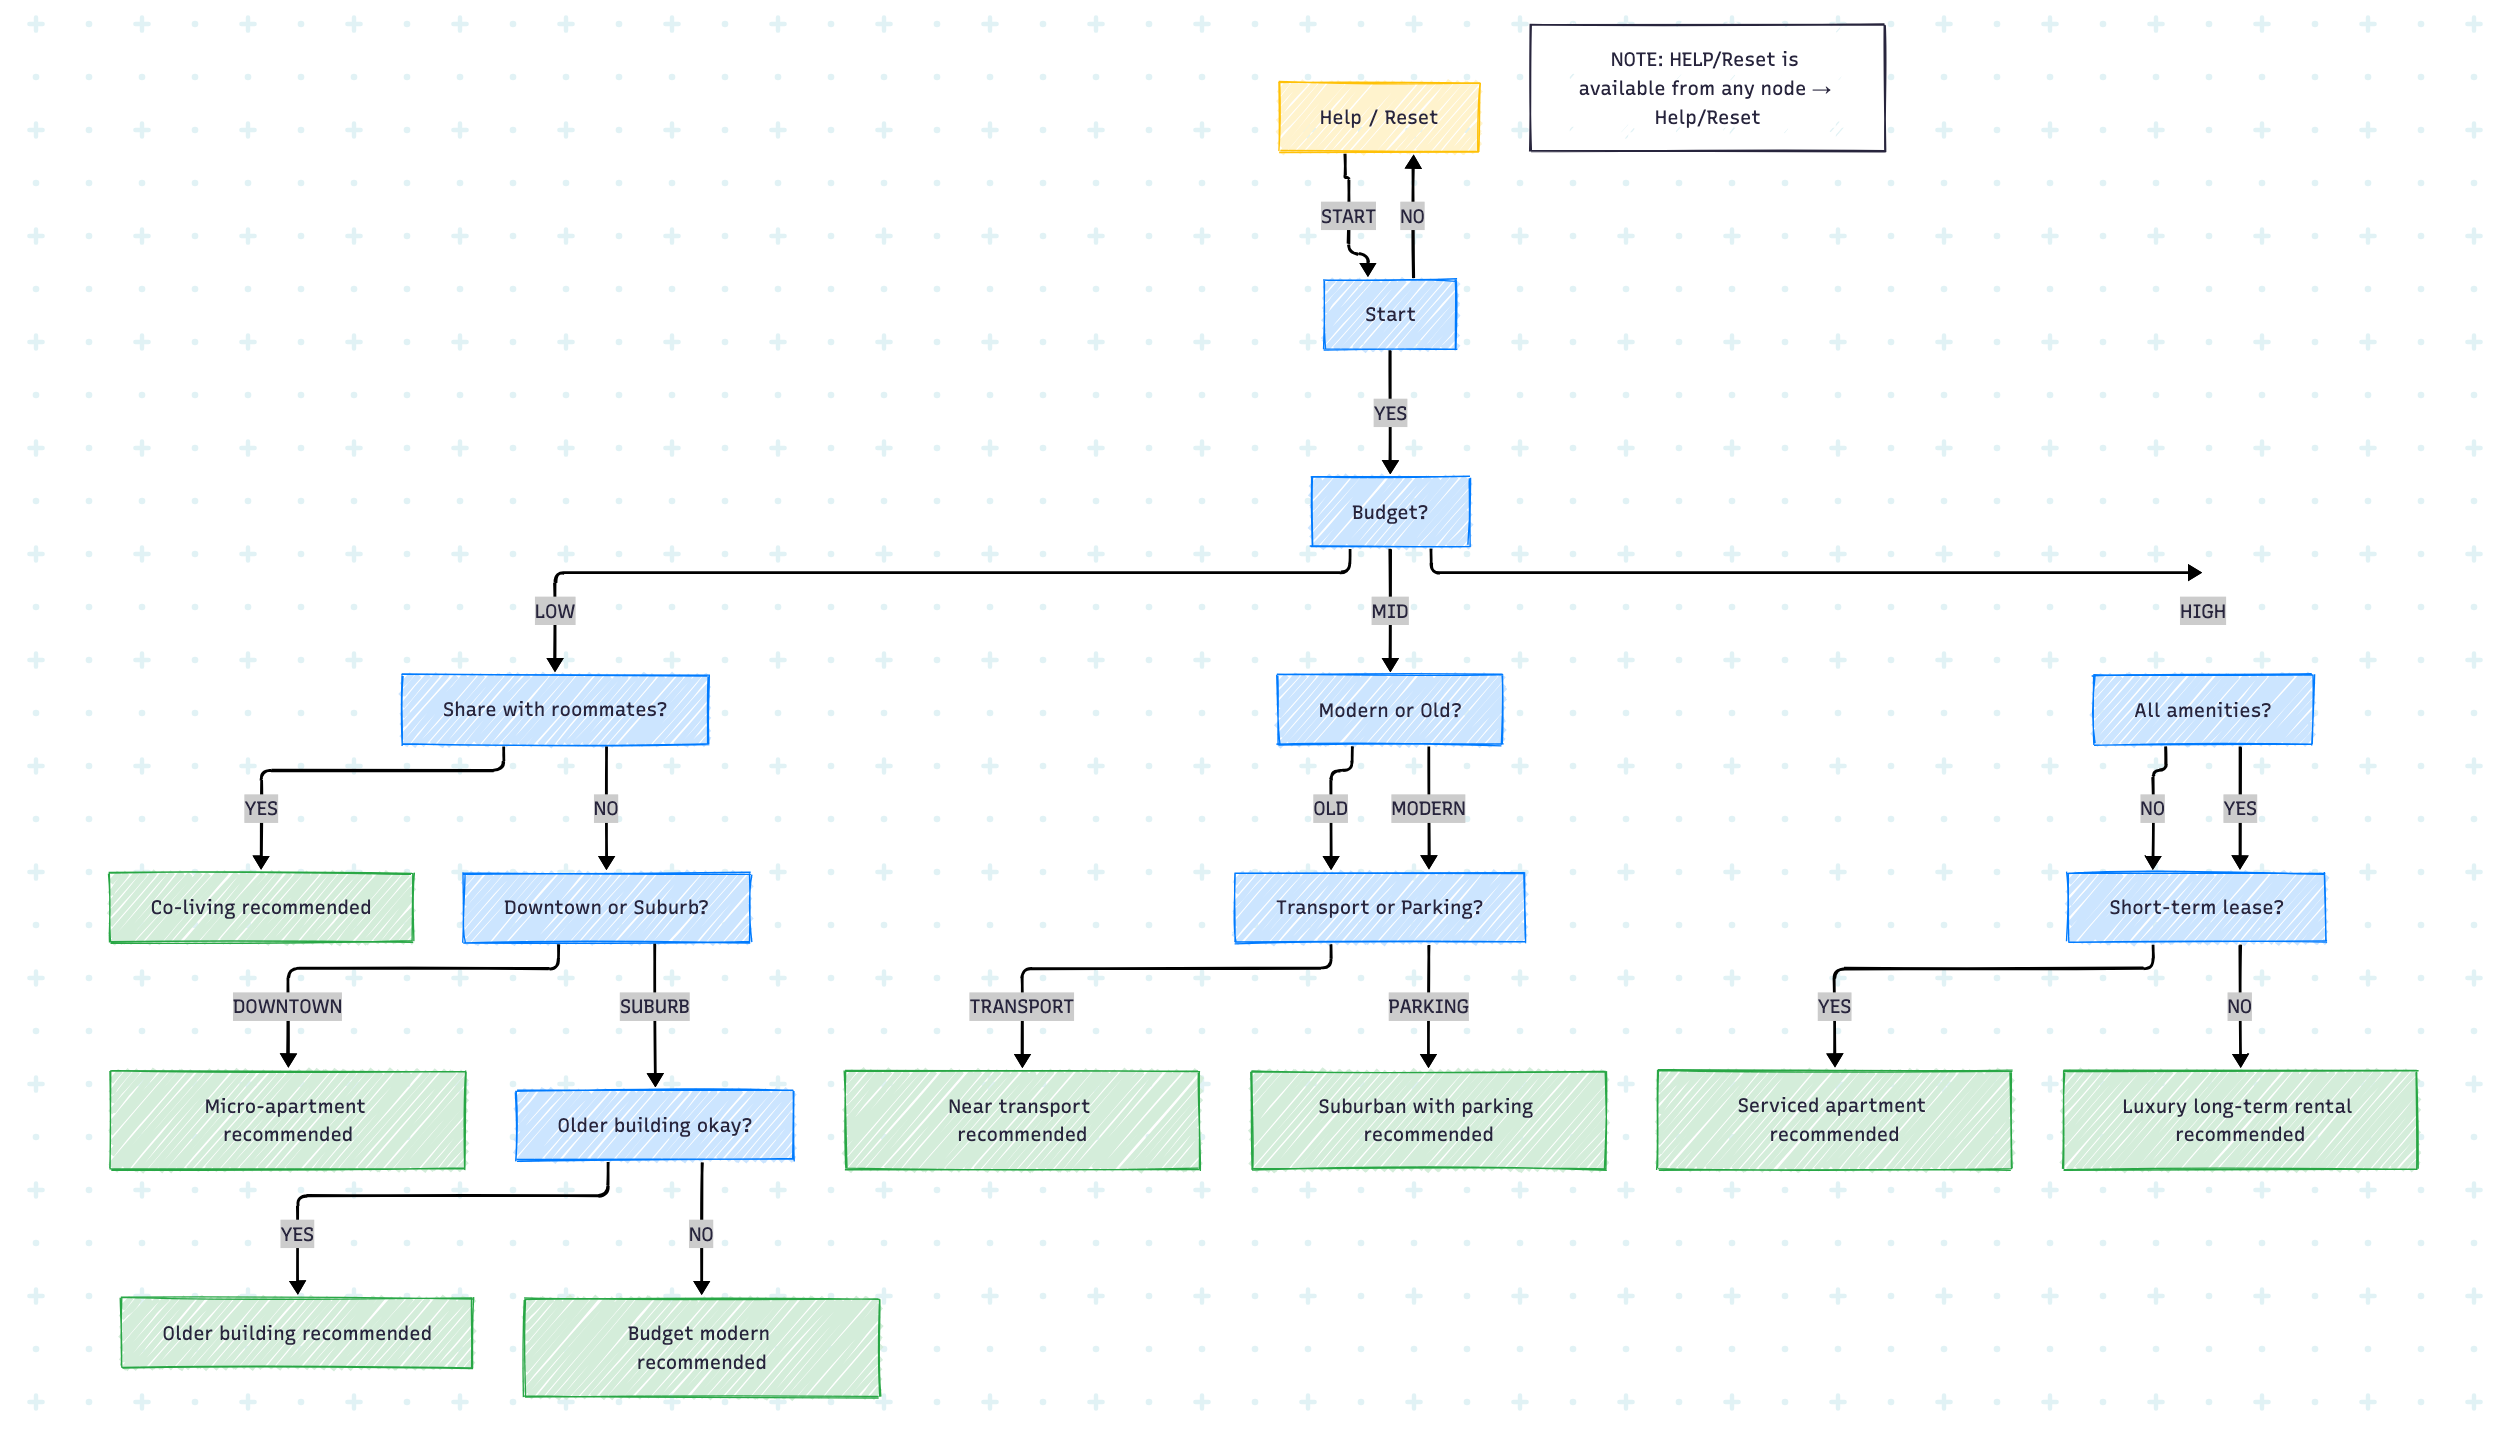 NOTE: HELP/Reset is
available from any node →
Help/Reset
Help / Reset
START
NO
Start
YES
Budget?
LOW
MID
HIGH
Share with roommates?
Modern or Old?
All amenities?
YES
NO
OLD
MODERN
NO
YES
Co-living recommended
Downtown or Suburb?
Transport or Parking?
Short-term lease?
DOWNTOWN
SUBURB
TRANSPORT
PARKING
YES
NO
Micro-apartment
recommended
Older building okay?
Near transport
recommended
Suburban with parking
recommended
Serviced apartment
recommended
Luxury long-term rental
recommended
YES
NO
Older building recommended
Budget modern
recommended